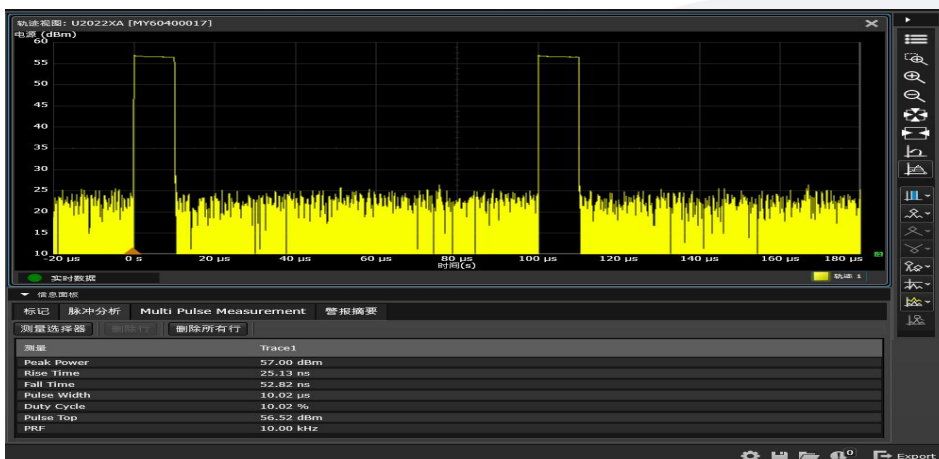 轨迹视图: U2022XA [MY60400017]
电源 (dBm)
60
55
50
45
40
35
30
25
20
15
10
-20 µs 0 s 20 µs 40 µs 60 µs 80 µs 100 µs 120 µs 140 µs 160 µs 180 µs
时间(s)
实时数据 轨迹 1
信息面板
标记 脉冲分析 Multi Pulse Measurement 警报摘要
测量选择器 删除行 删除所有行
测量 Trace1
Peak Power 57.00 dBm
Rise Time 25.13 ns
Fall Time 52.82 ns
Pulse Width 10.02 µs
Duty Cycle 10.02 %
Pulse Top 56.52 dBm
PRF 10.00 kHz
0 Export